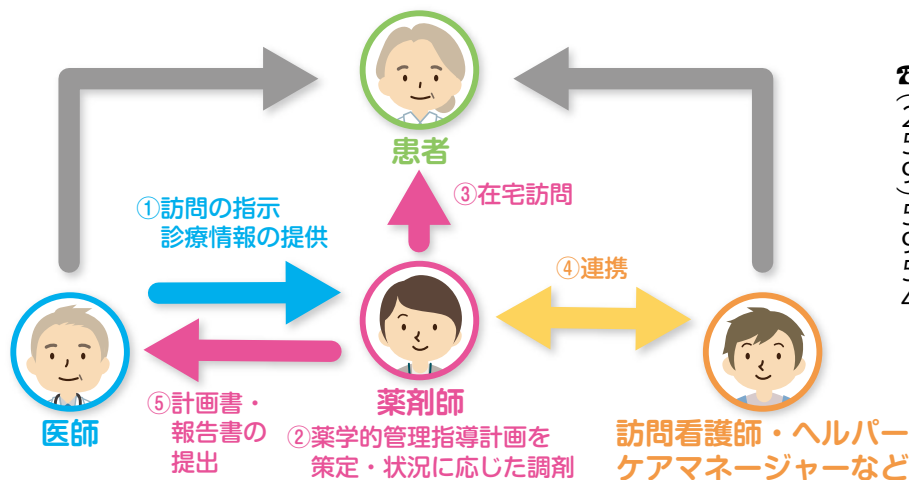 患者
①訪問の指示
診療情報の提供
③在宅訪問
④連携
医師
⑤計画書・
報告書の
提出
薬剤師
②薬学的管理指導計画を
策定・状況に応じた調剤
訪問看護師・ヘルパー
ケアマネージャーなど
☎(259)5954